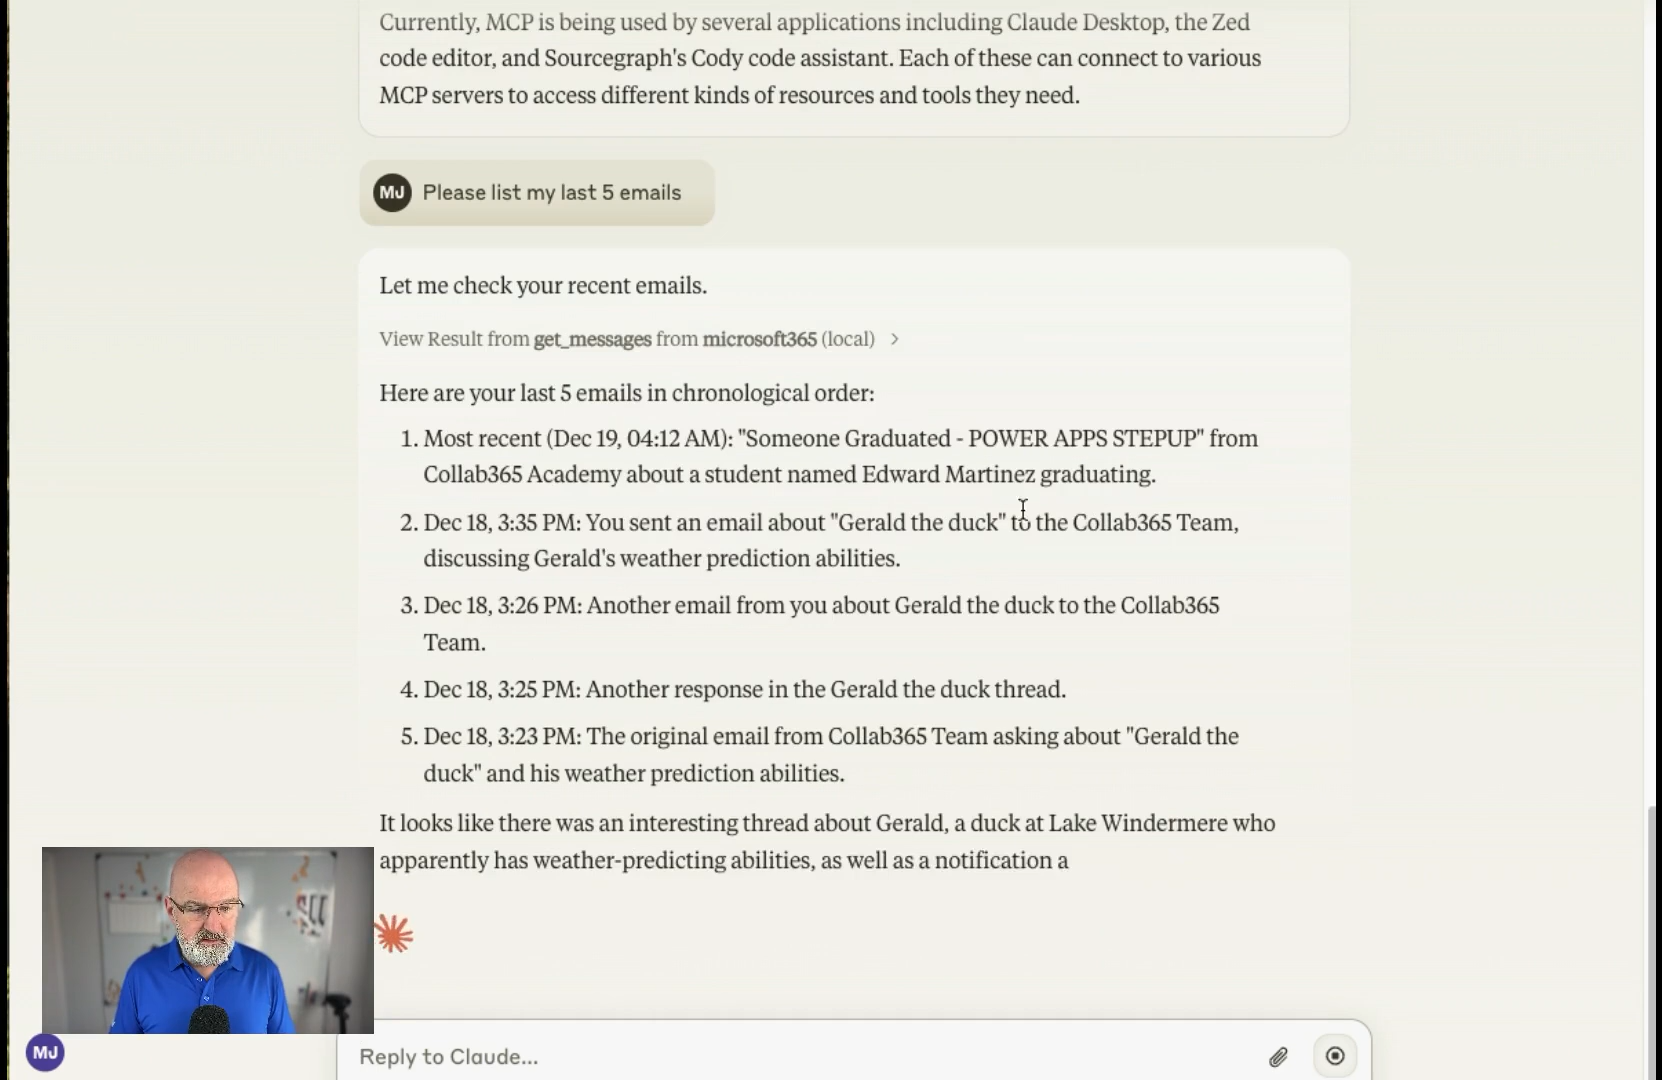 Currently, MCP is being used by several applications including Claude Desktop, the Zed
code editor, and Sourcegraph's Cody code assistant. Each of these can connect to various
MCP servers to access different kinds of resources and tools they need.
MJ Please list my last 5 emails
Let me check your recent emails.
View Result from get_messages from microsoft365 (local) >
Here are your last 5 emails in chronological order:
1. Most recent (Dec 19, 04:12 AM): "Someone Graduated - POWER APPS STEPUP" from
Collab365 Academy about a student named Edward Martinez graduating.
2. Dec 18, 3:35 PM: You sent an email about "Gerald the duck" to the Collab365 Team,
discussing Gerald's weather prediction abilities.
3. Dec 18, 3:26 PM: Another email from you about Gerald the duck to the Collab365
Team.
4. Dec 18, 3:25 PM: Another response in the Gerald the duck thread.
5. Dec 18, 3:23 PM: The original email from Collab365 Team asking about "Gerald the
duck" and his weather prediction abilities.
It looks like there was an interesting thread about Gerald, a duck at Lake Windermere who
apparently has weather-predicting abilities, as well as a notification a
MJ
Reply to Claude...